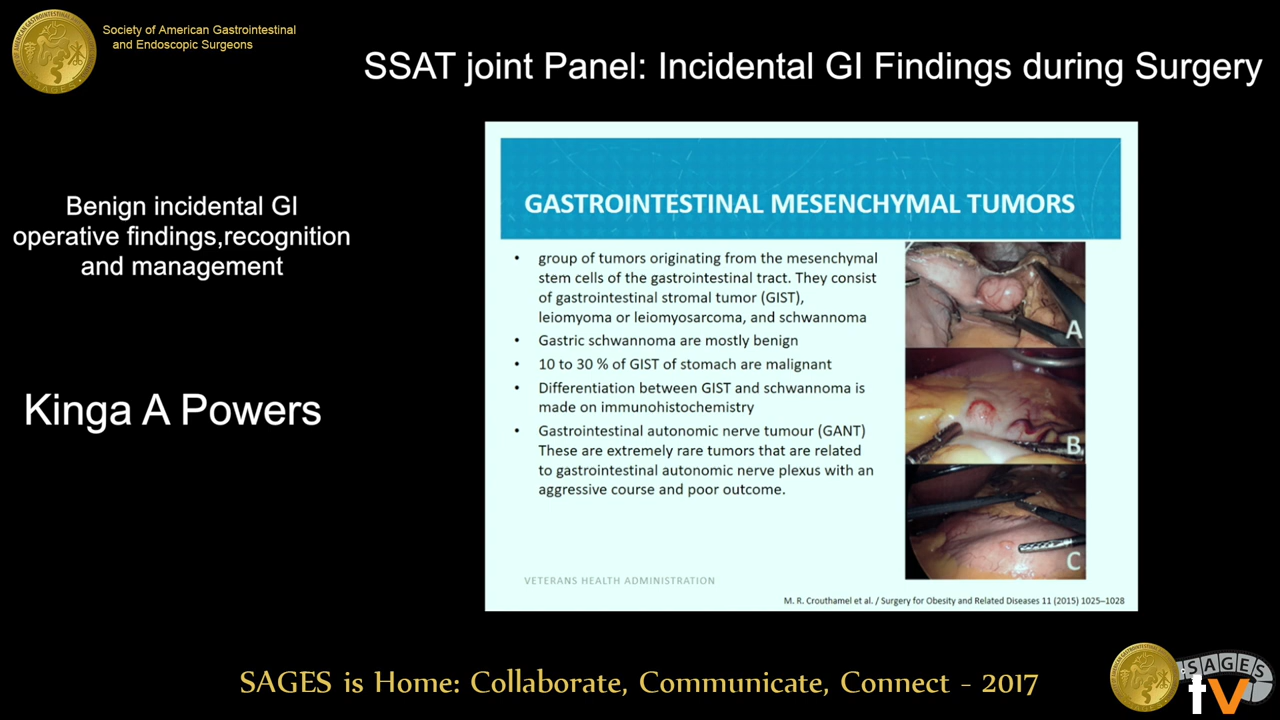 Society of American Gastrointestinal
and Endoscopic Surgeons
SSAT joint Panel: Incidental GI Findings during Surgery
Benign incidental GI
operative findings,recognition
and management
Kinga A Powers
GASTROINTESTINAL MESENCHYMAL TUMORS
• group of tumors originating from the mesenchymal
stem cells of the gastrointestinal tract. They consist
of gastrointestinal stromal tumor (GIST),
leiomyoma or leiomyosarcoma, and schwannoma
• Gastric schwannoma are mostly benign
• 10 to 30 % of GIST of stomach are malignant
• Differentiation between GIST and schwannoma is
made on immunohistochemistry
• Gastrointestinal autonomic nerve tumour (GANT)
These are extremely rare tumors that are related
to gastrointestinal autonomic nerve plexus with an
aggressive course and poor outcome.
A
B
C
VETERANS HEALTH ADMINISTRATION
M. R. Crouthamel et al. / Surgery for Obesity and Related Diseases 11 (2015) 1025–1028
SAGES is Home: Collaborate, Communicate, Connect - 2017
SAGES
tv